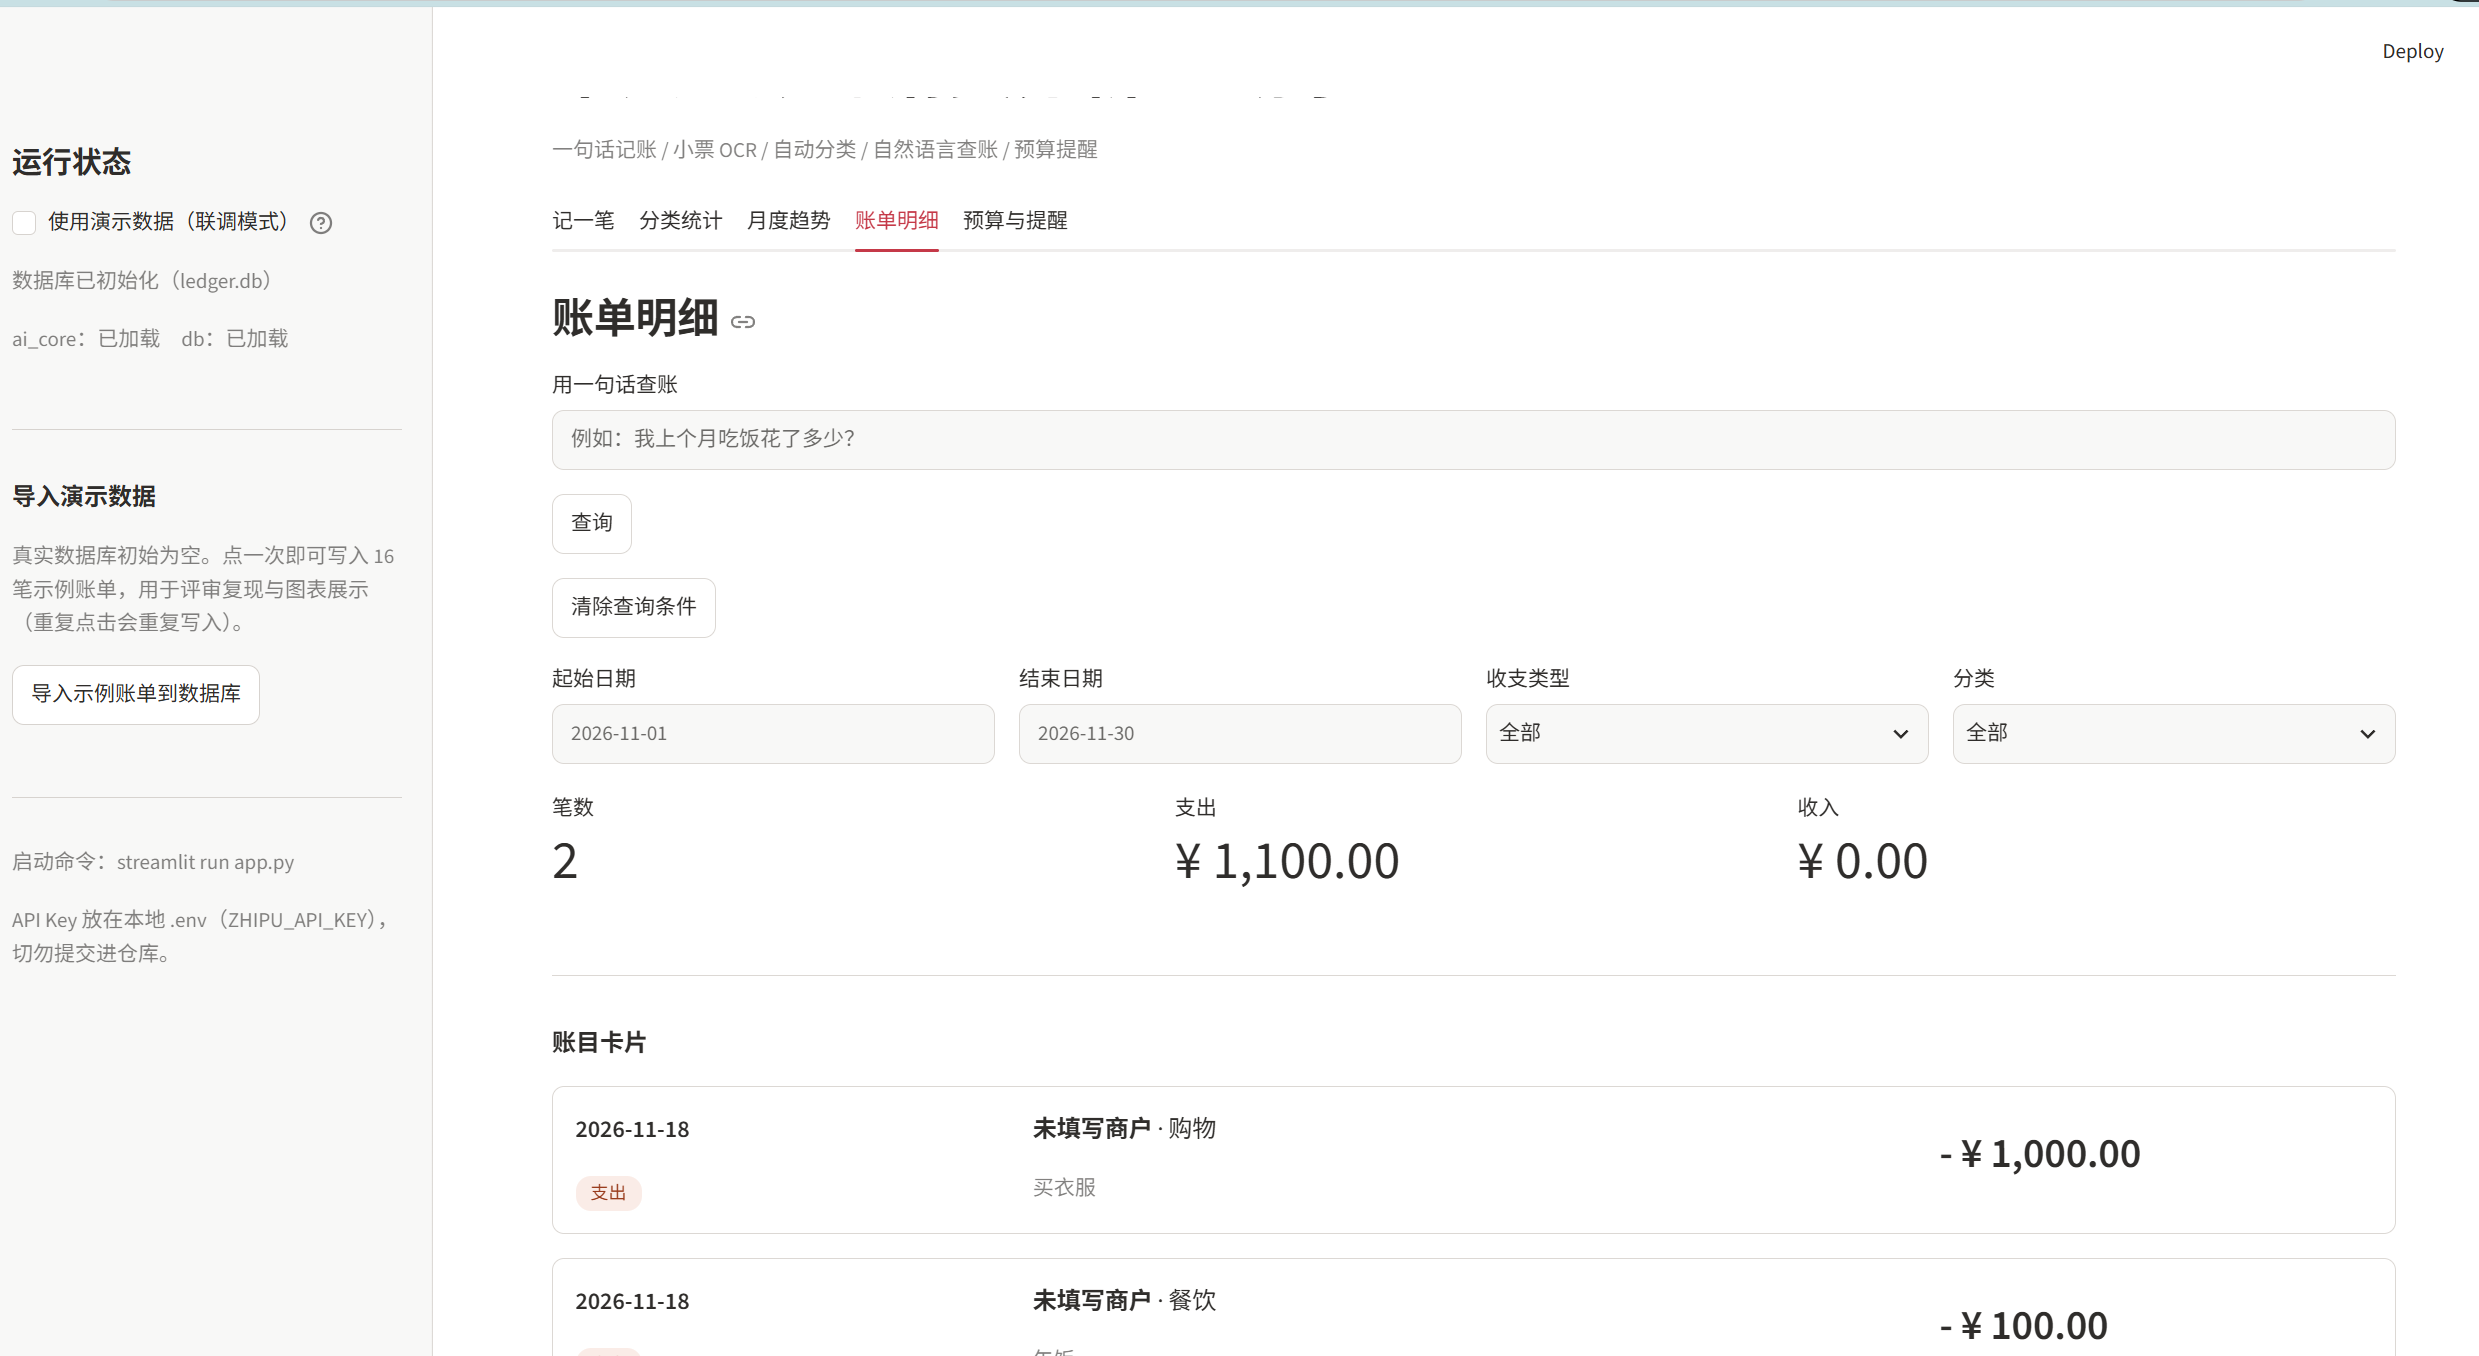 Deploy
运行状态
使用演示数据（联调模式）
数据库已初始化（ledger.db）
ai_core：已加载 db：已加载
导入演示数据
真实数据库初始为空。点一次即可写入 16
笔示例账单，用于评审复现与图表展示
（重复点击会重复写入）。
导入示例账单到数据库
启动命令：streamlit run app.py
API Key 放在本地 .env（ZHIPU_API_KEY），
切勿提交进仓库。
一句话记账 / 小票 OCR / 自动分类 / 自然语言查账 / 预算提醒
记一笔 分类统计 月度趋势 账单明细 预算与提醒
账单明细
用一句话查账
例如：我上个月吃饭花了多少？
查询
清除查询条件
起始日期 结束日期 收支类型 分类
2026-11-01 2026-11-30 全部 全部
笔数 支出 收入
2 ¥ 1,100.00 ¥ 0.00
账目卡片
2026-11-18 未填写商户 · 购物
- ¥ 1,000.00
支出 买衣服
2026-11-18 未填写商户 · 餐饮
- ¥ 100.00